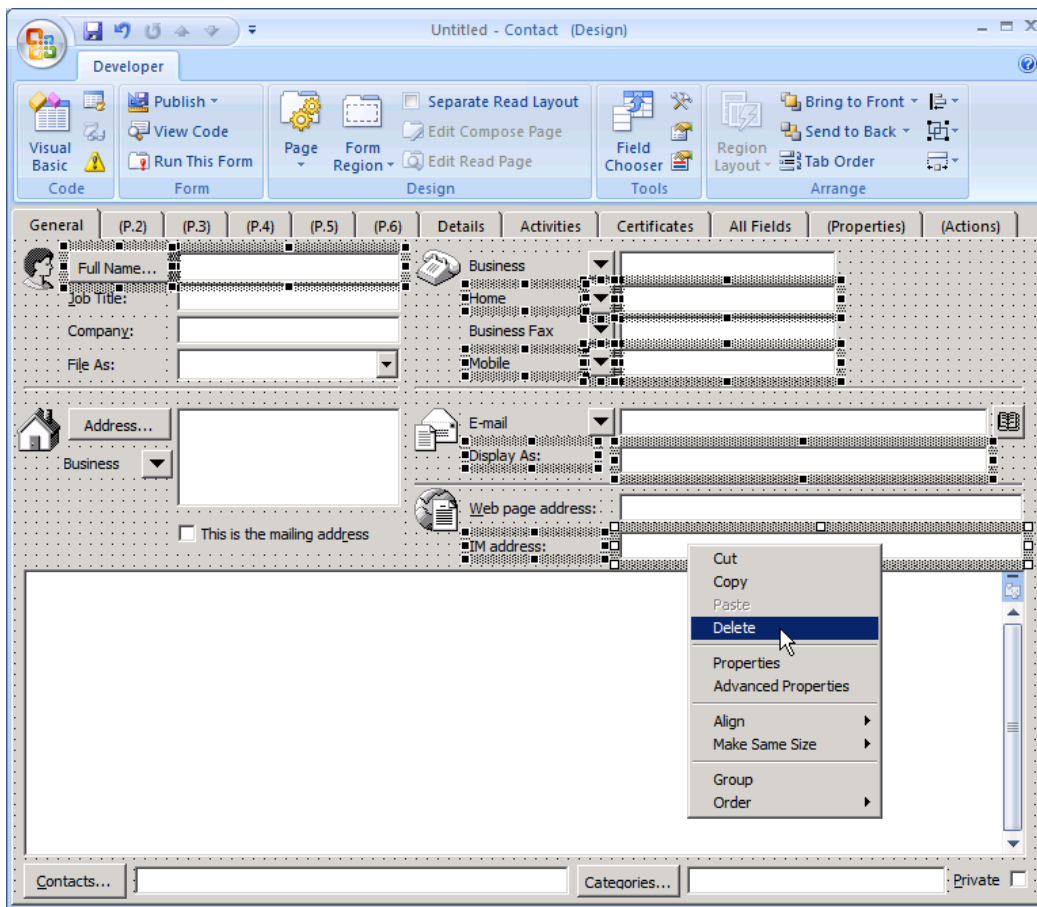 Untitled - Contact (Design)
Developer
Publish
Separate Read Layout
Bring to Front
View Code
Edit Compose Page
Send to Back
Visual Basic
Run This Form
Page
Form Region
Edit Read Page
Field Chooser
Region Layout
Tab Order
Code
Form
Design
Tools
Arrange
General
(P.2)
(P.3)
(P.4)
(P.5)
(P.6)
Details
Activities
Certificates
All Fields
(Properties)
(Actions)
Full Name...
Business
Job Title:
Home
Company:
Business Fax
File As:
Mobile
Address...
E-mail
Business
Display As:
Web page address:
This is the mailing address
IM address:
Cut
Copy
Paste
Delete
Properties
Advanced Properties
Align
Make Same Size
Group
Order
Contacts...
Categories...
Private